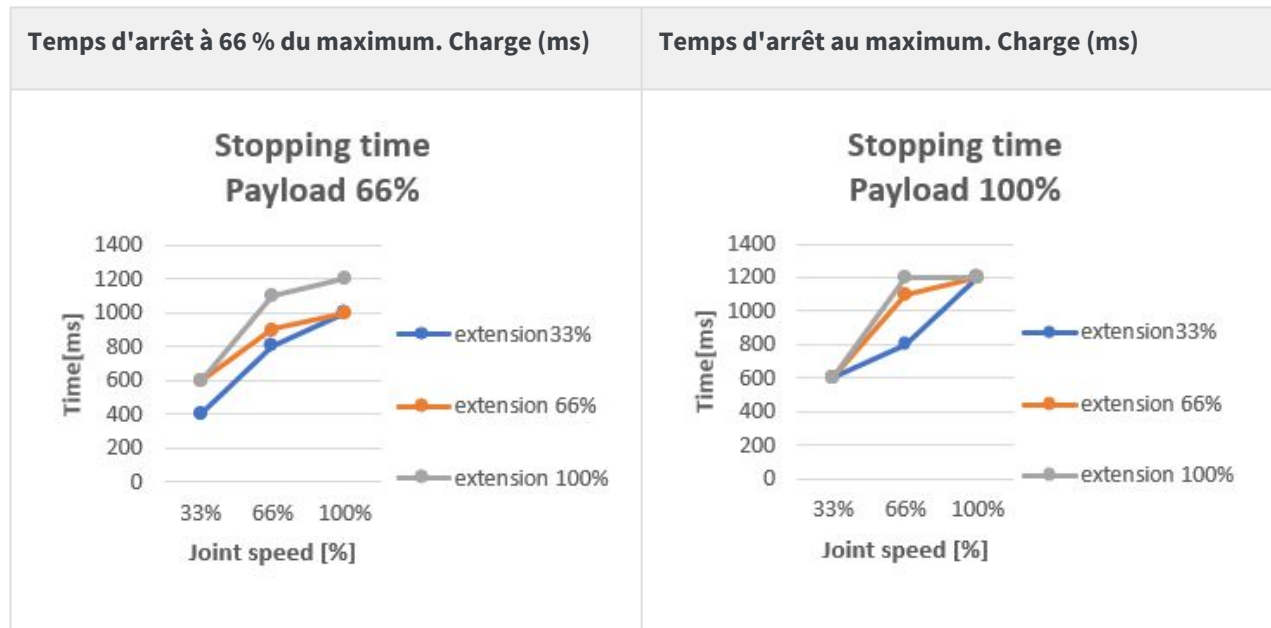 Temps d'arrêt à 66 % du maximum. Charge (ms)
Temps d'arrêt au maximum. Charge (ms)
Stopping time
Payload 66%
1400
1200
1000
800
600
400
200
0
Time[ms]
33% 66% 100%
Joint speed [%]
extension33%
extension 66%
extension 100%
Stopping time
Payload 100%
1400
1200
1000
800
600
400
200
0
Time[ms]
33% 66% 100%
Joint speed [%]
extension33%
extension 66%
extension 100%